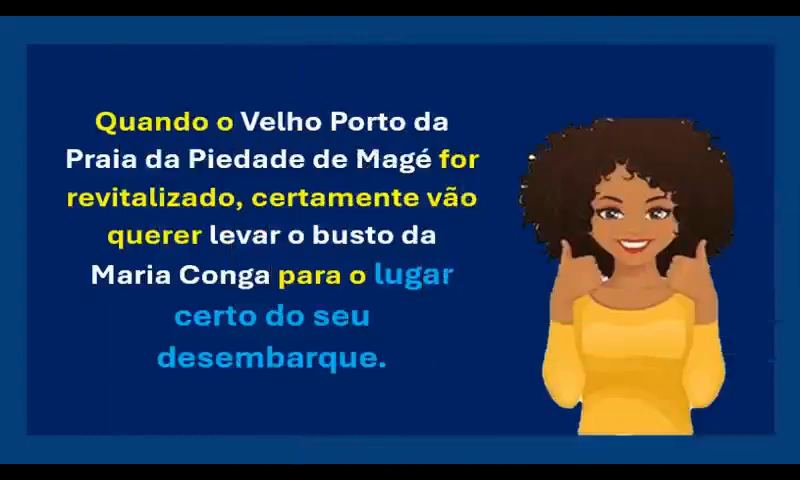 Quando o Velho Porto da
Praia da Piedade de Magé for
revitalizado, certamente vão
querer levar o busto da
Maria Conga para o lugar
certo do seu
desembarque.